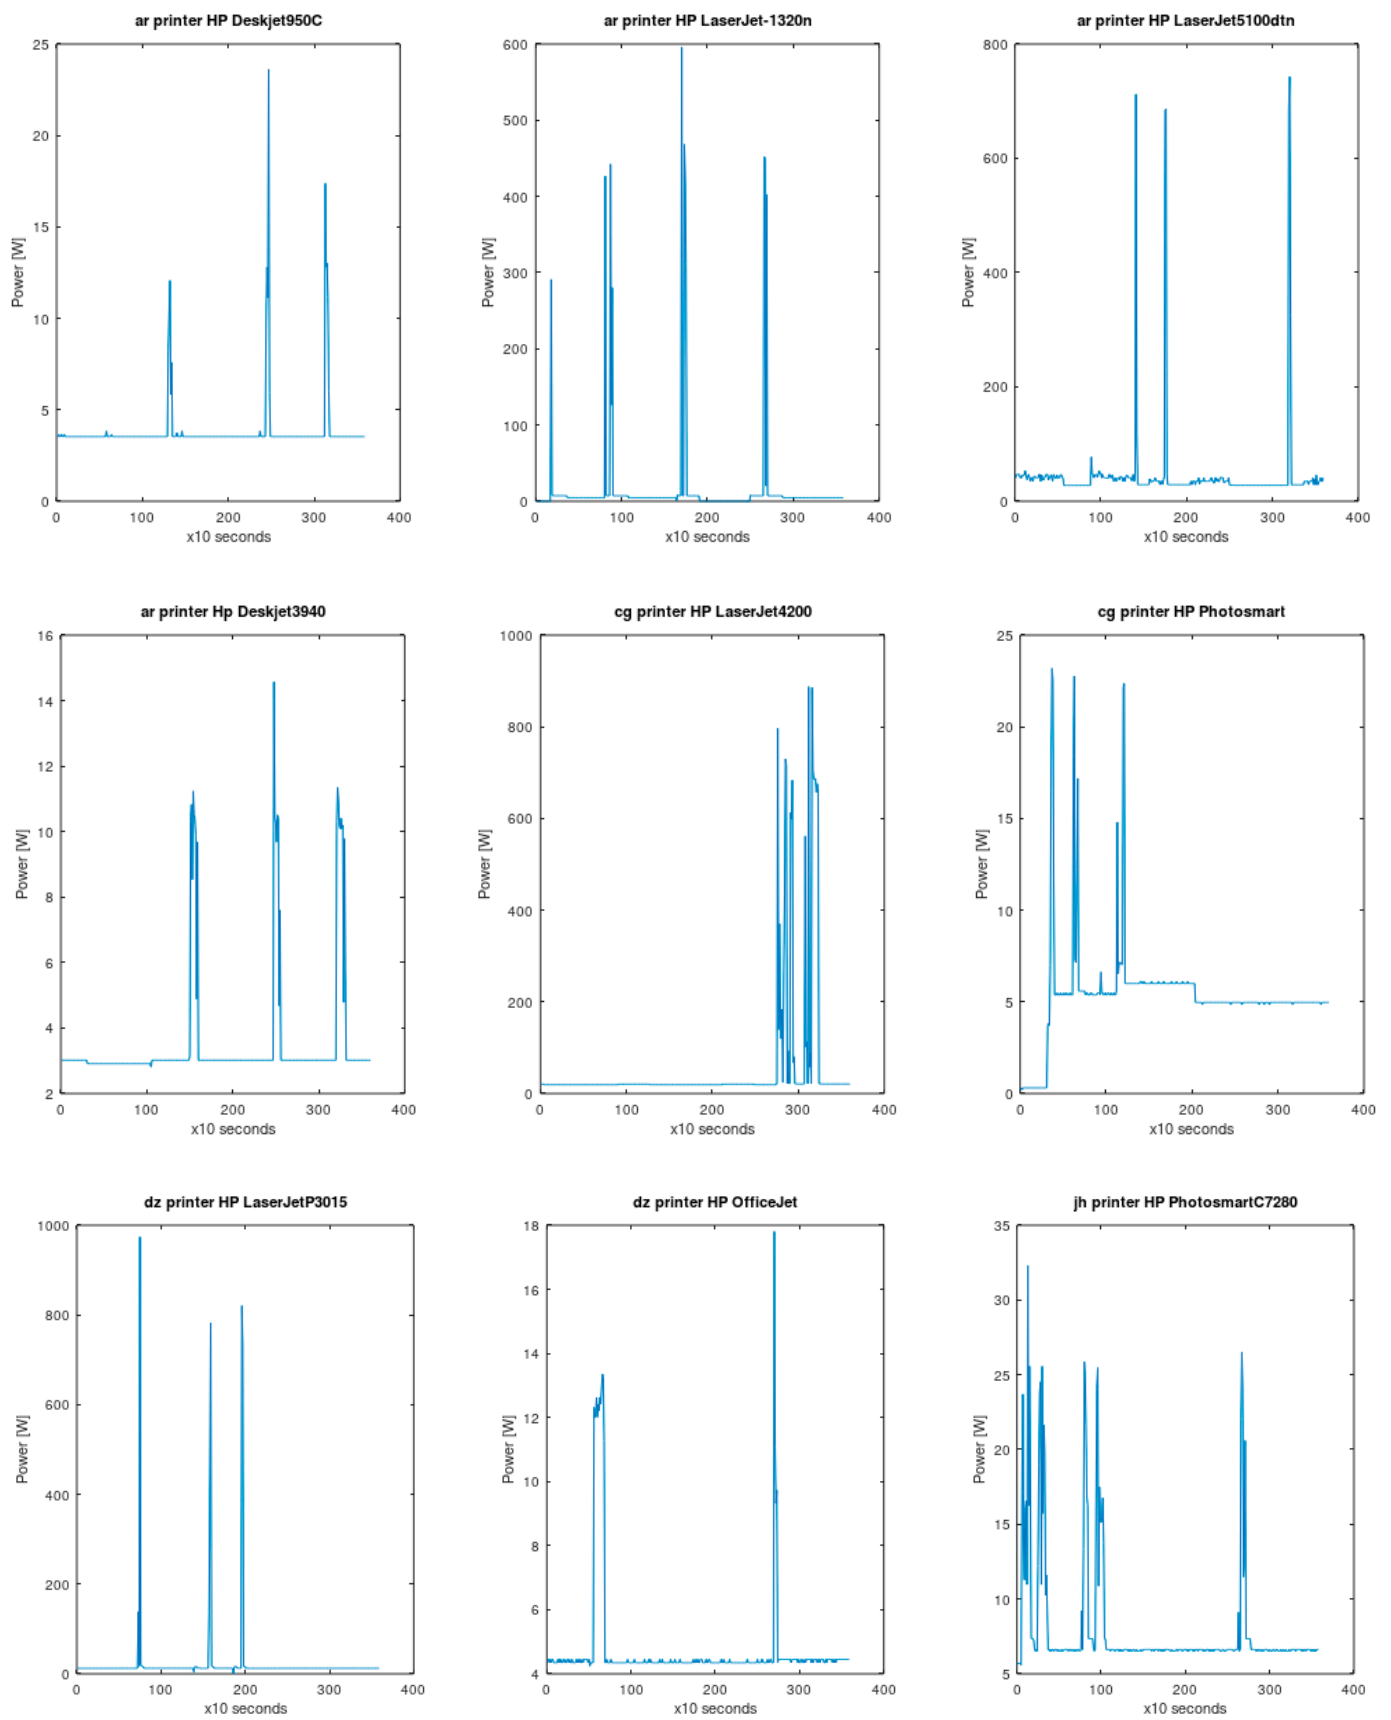 ar printer HP Deskjet950C
ar printer HP LaserJet-1320n
ar printer HP LaserJet5100dtn
25
20
15
10
5
0
Power [W]
0 100 200 300 400
x10 seconds
600
500
400
300
200
100
0
Power [W]
0 100 200 300 400
x10 seconds
800
600
400
200
0
Power [W]
0 100 200 300 400
x10 seconds
ar printer Hp Deskjet3940
cg printer HP LaserJet4200
cg printer HP Photosmart
16
14
12
10
8
6
4
2
Power [W]
0 100 200 300 400
x10 seconds
1000
800
600
400
200
0
Power [W]
0 100 200 300 400
x10 seconds
25
20
15
10
5
0
Power [W]
0 100 200 300 400
x10 seconds
dz printer HP LaserJetP3015
dz printer HP OfficeJet
jh printer HP PhotosmartC7280
1000
800
600
400
200
0
Power [W]
0 100 200 300 400
x10 seconds
18
16
14
12
10
8
6
4
Power [W]
0 100 200 300 400
x10 seconds
35
30
25
20
15
10
5
Power [W]
0 100 200 300 400
x10 seconds